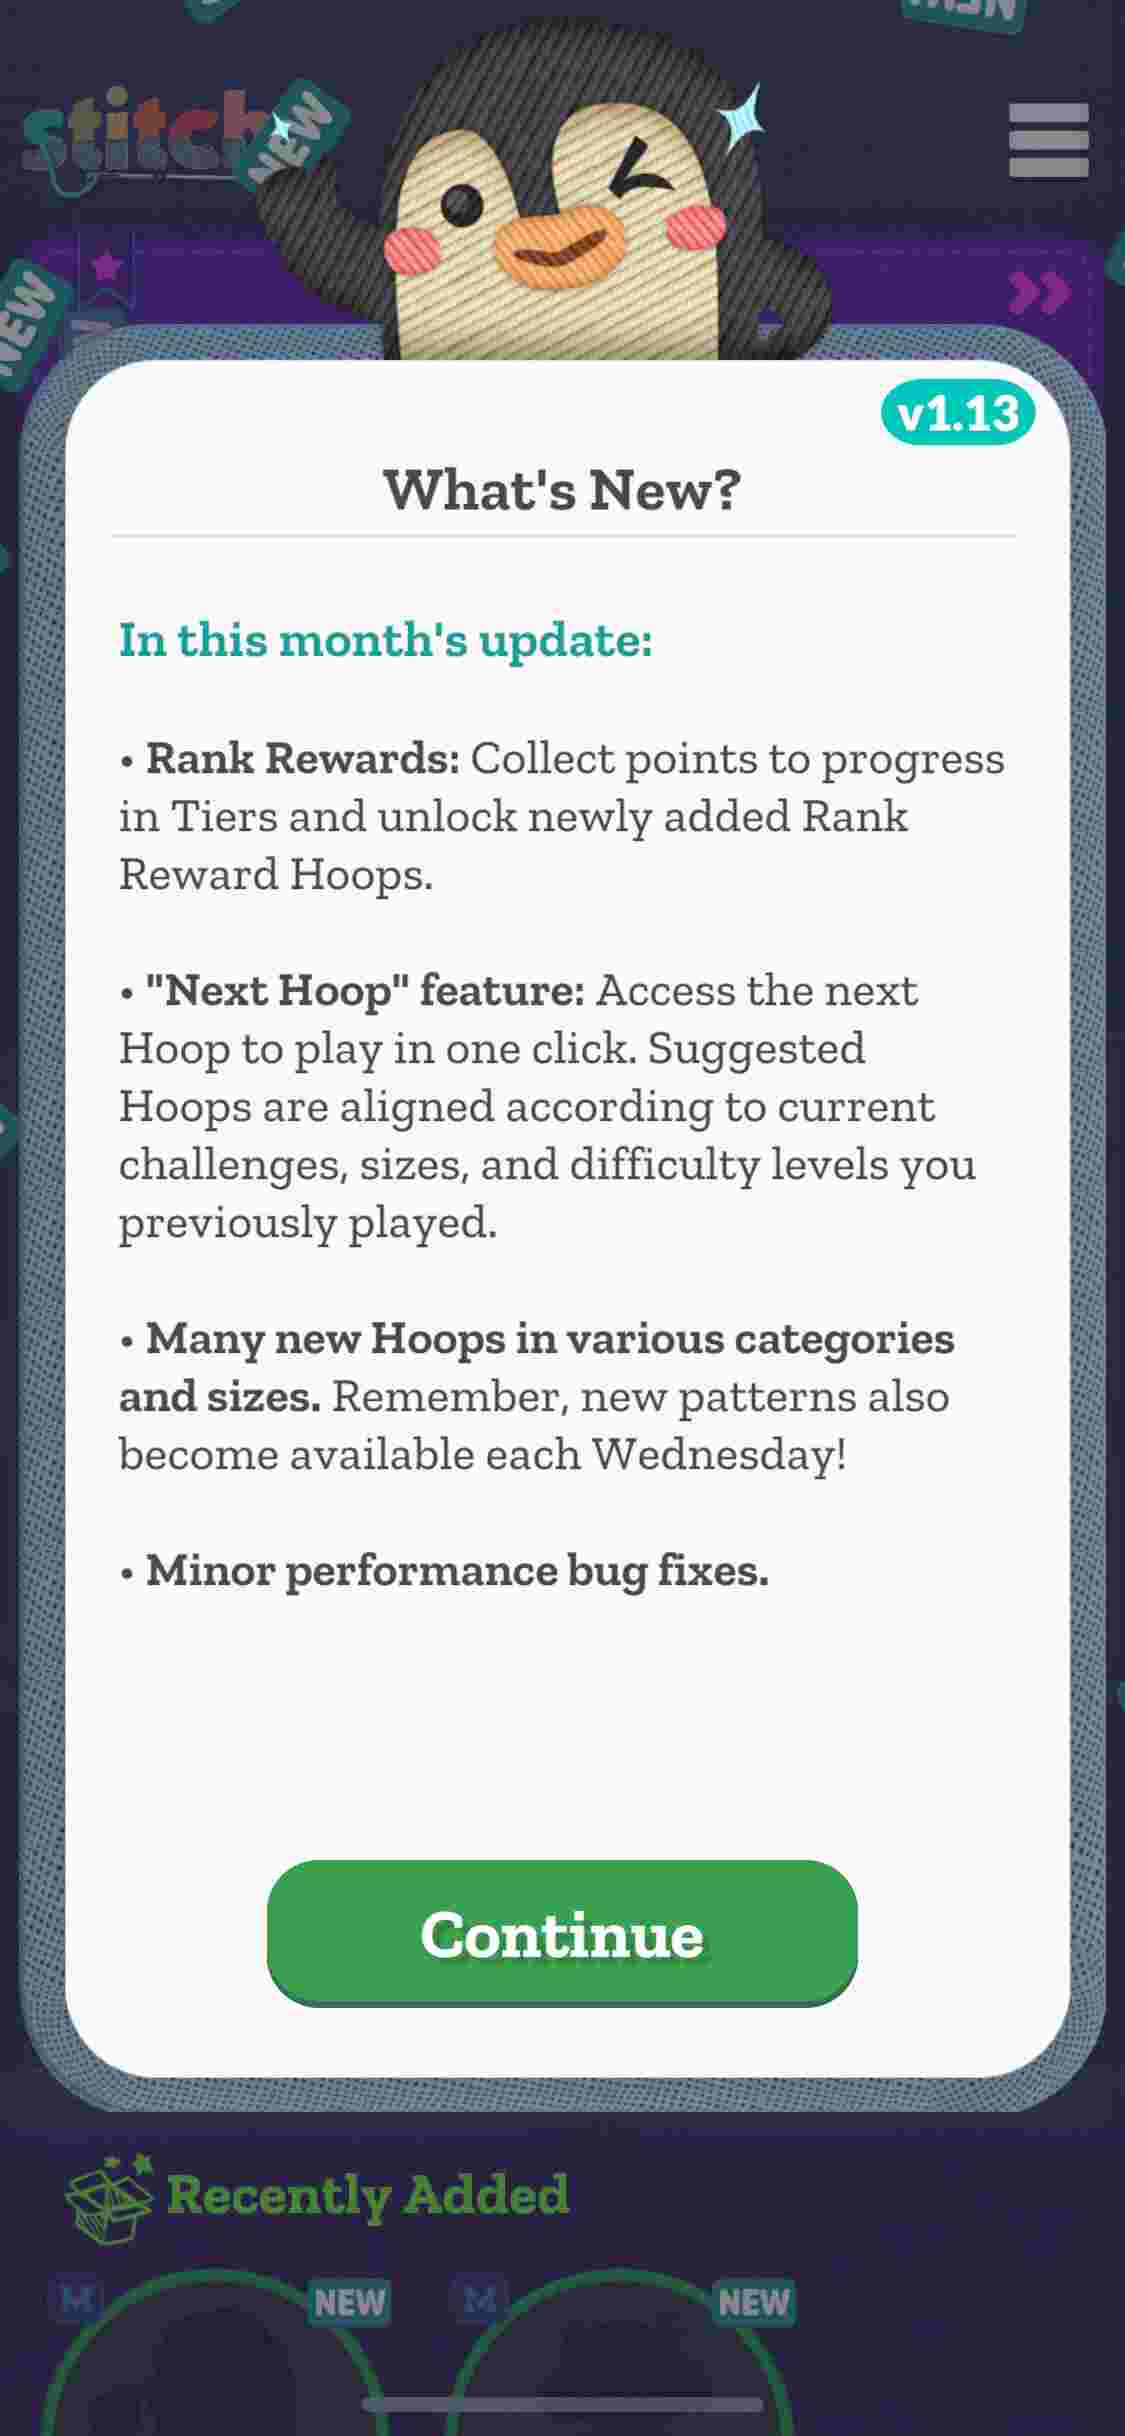 NEW
stitch
NEW
NEW
v1.13
What's New?
In this month's update:
• Rank Rewards: Collect points to progress
in Tiers and unlock newly added Rank
Reward Hoops.
• "Next Hoop" feature: Access the next
Hoop to play in one click. Suggested
Hoops are aligned according to current
challenges, sizes, and difficulty levels you
previously played.
• Many new Hoops in various categories
and sizes. Remember, new patterns also
become available each Wednesday!
• Minor performance bug fixes.
Continue
Recently Added
M
NEW
M
NEW